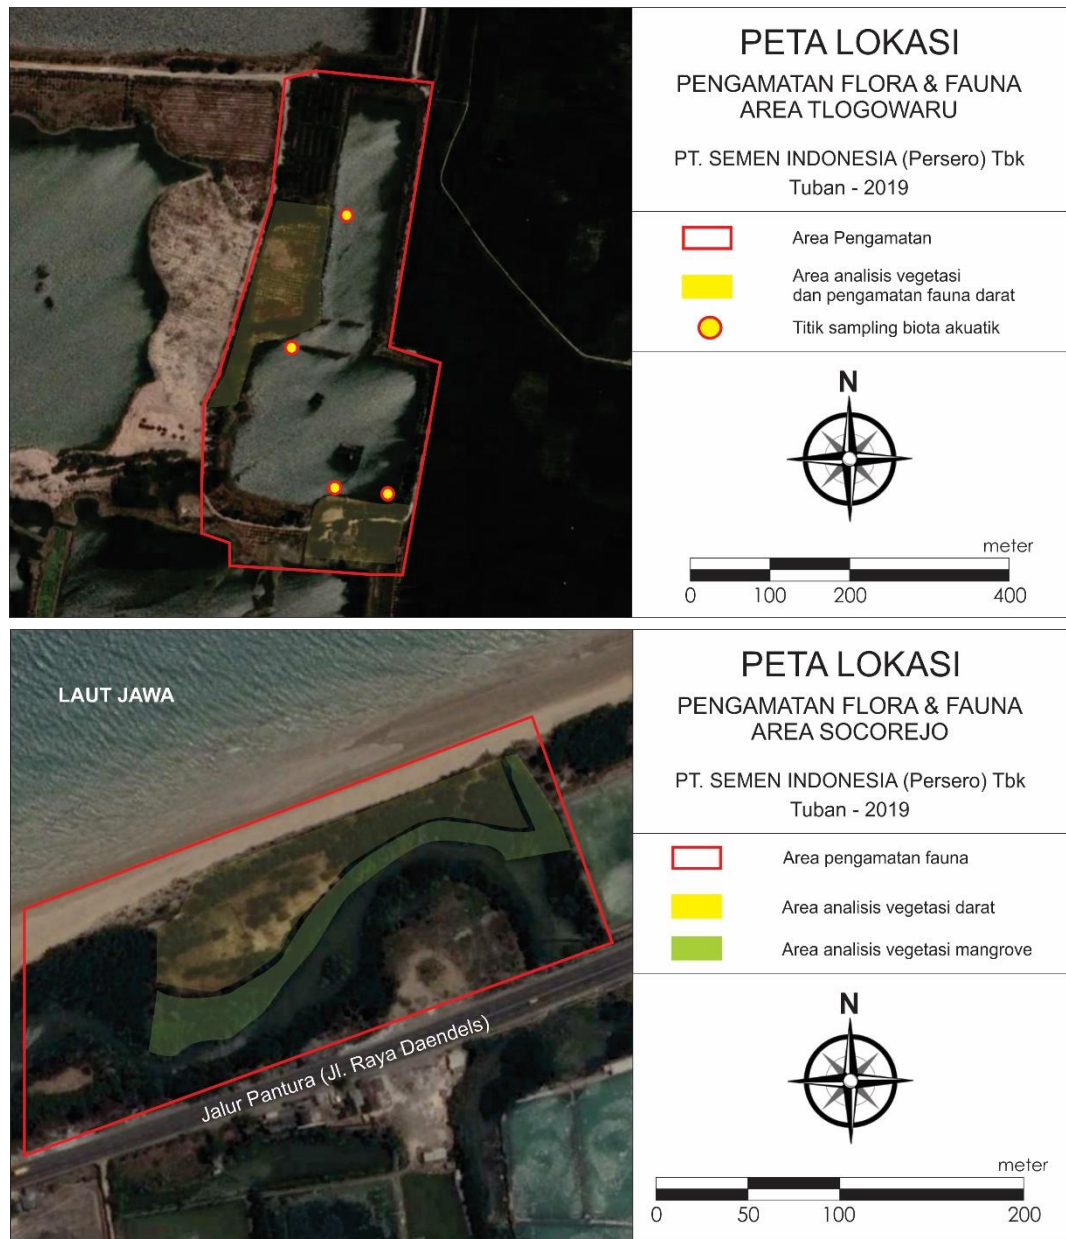 PETA LOKASI
PENGAMATAN FLORA & FAUNA
AREA TLOGOWARU
PT. SEMEN INDONESIA (Persero) Tbk
Tuban - 2019
Area Pengamatan
Area analisis vegetasi
dan pengamatan fauna darat
Titik sampling biota akuatik
N
meter
0 100 200 400
LAUT JAWA
Jalur Pantura (Jl. Raya Daendels)
PETA LOKASI
PENGAMATAN FLORA & FAUNA
AREA SOCOREJO
PT. SEMEN INDONESIA (Persero) Tbk
Tuban - 2019
Area pengamatan fauna
Area analisis vegetasi darat
Area analisis vegetasi mangrove
N
meter
0 50 100 200